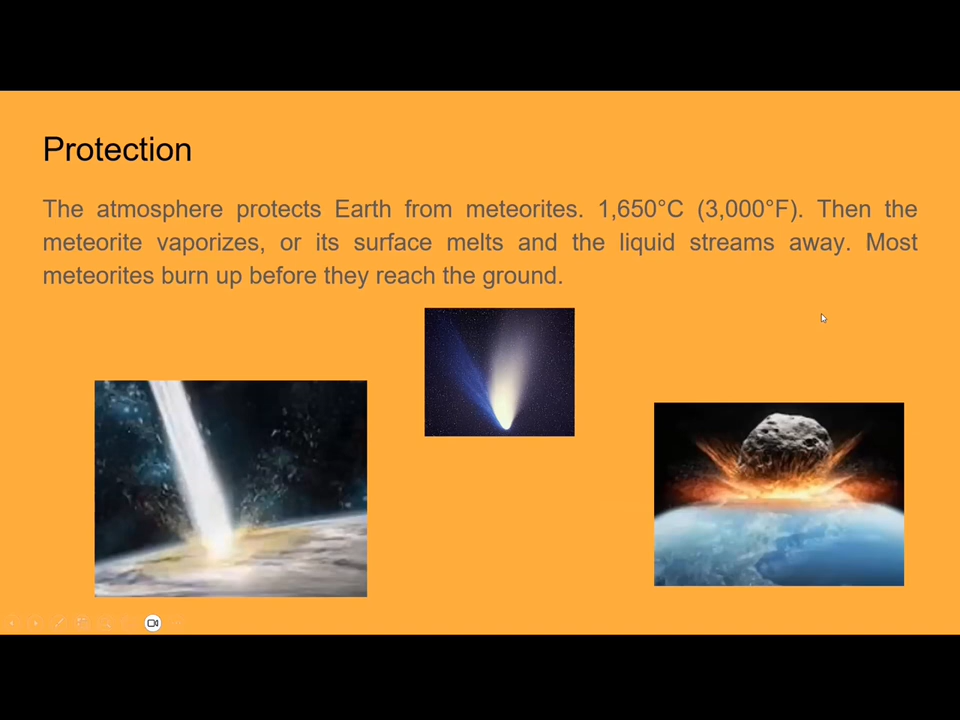 Protection
The atmosphere protects Earth from meteorites. 1,650°C (3,000°F). Then the
meteorite vaporizes, or its surface melts and the liquid streams away. Most
meteorites burn up before they reach the ground.